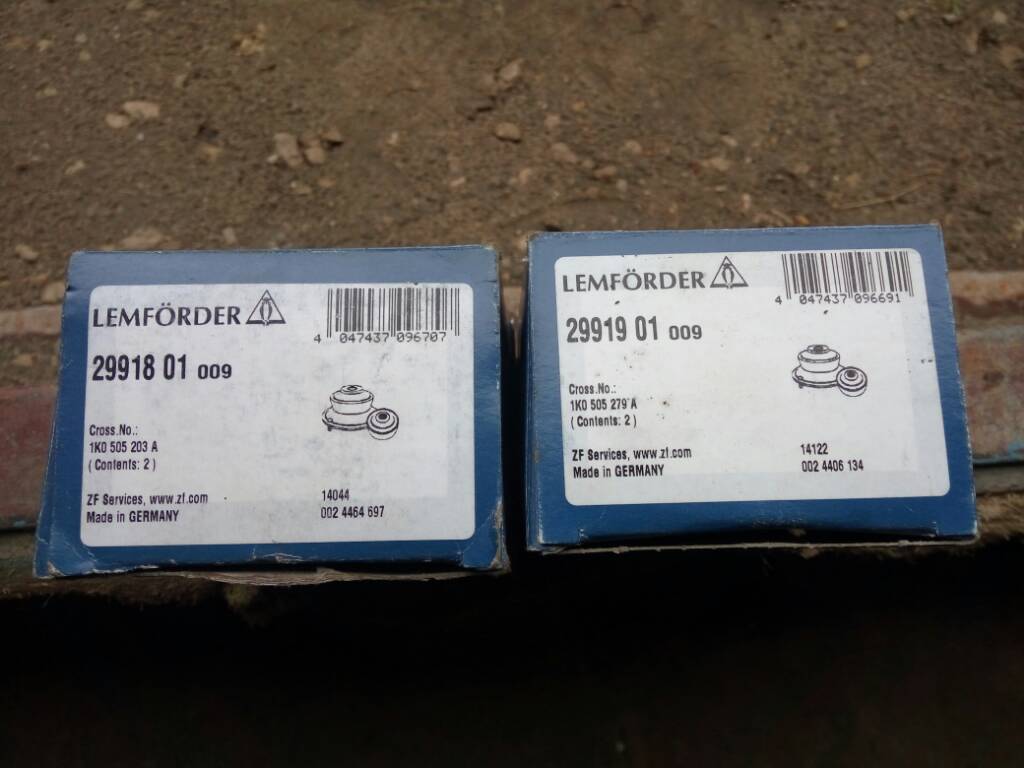 LEMFÖRDER
4 047437 096707
29918 01 009
Cross.No.:
1K0 505 203 A
( Contents: 2 )
ZF Services, www.zf.com
Made in GERMANY
14044
002 4464 697
LEMFÖRDER
4 047437 096691
29919 01 009
Cross.No.:
1K0 505 279 A
( Contents: 2 )
ZF Services, www.zf.com
Made in GERMANY
14122
002 4406 134